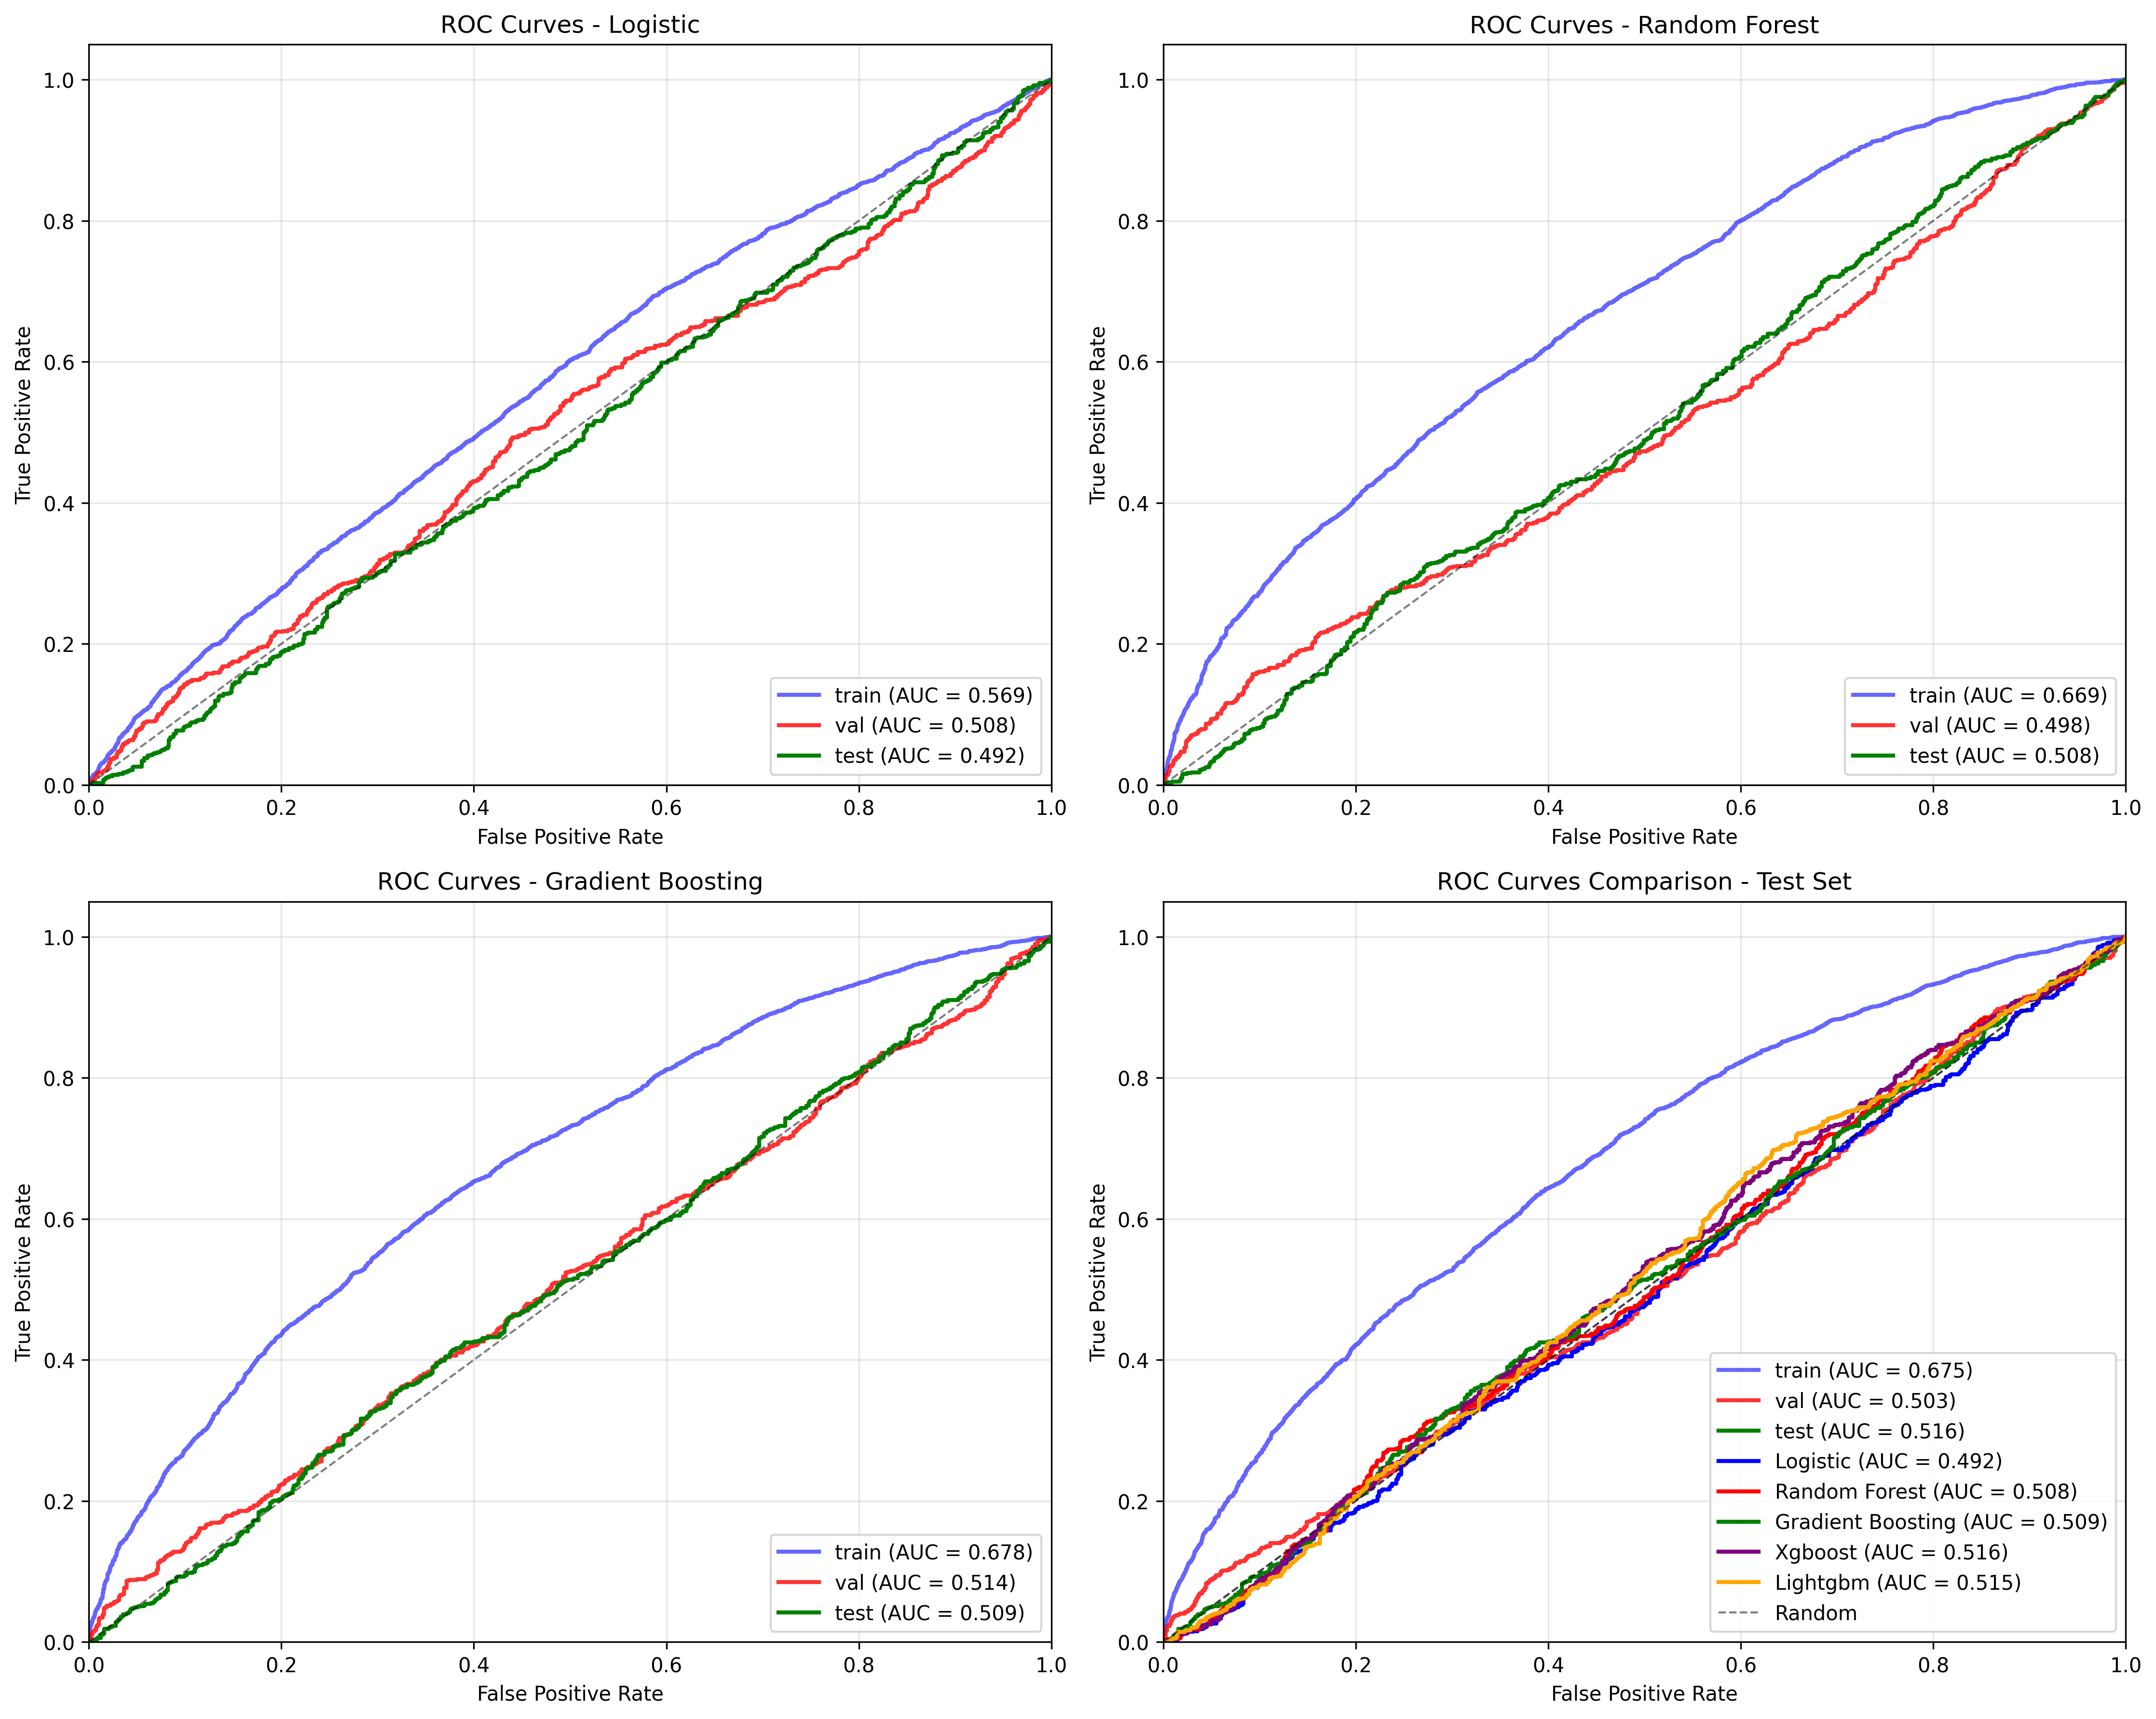 ROC Curves - Logistic
True Positive Rate
1.0
0.8
0.6
0.4
0.2
0.0
train (AUC = 0.569)
val (AUC = 0.508)
test (AUC = 0.492)
0.0 0.2 0.4 0.6 0.8 1.0
False Positive Rate
ROC Curves - Random Forest
True Positive Rate
1.0
0.8
0.6
0.4
0.2
0.0
train (AUC = 0.669)
val (AUC = 0.498)
test (AUC = 0.508)
0.0 0.2 0.4 0.6 0.8 1.0
False Positive Rate
ROC Curves - Gradient Boosting
True Positive Rate
1.0
0.8
0.6
0.4
0.2
0.0
train (AUC = 0.678)
val (AUC = 0.514)
test (AUC = 0.509)
0.0 0.2 0.4 0.6 0.8 1.0
False Positive Rate
ROC Curves Comparison - Test Set
True Positive Rate
1.0
0.8
0.6
0.4
0.2
0.0
train (AUC = 0.675)
val (AUC = 0.503)
test (AUC = 0.516)
Logistic (AUC = 0.492)
Random Forest (AUC = 0.508)
Gradient Boosting (AUC = 0.509)
Xgboost (AUC = 0.516)
Lightgbm (AUC = 0.515)
Random
0.0 0.2 0.4 0.6 0.8 1.0
False Positive Rate